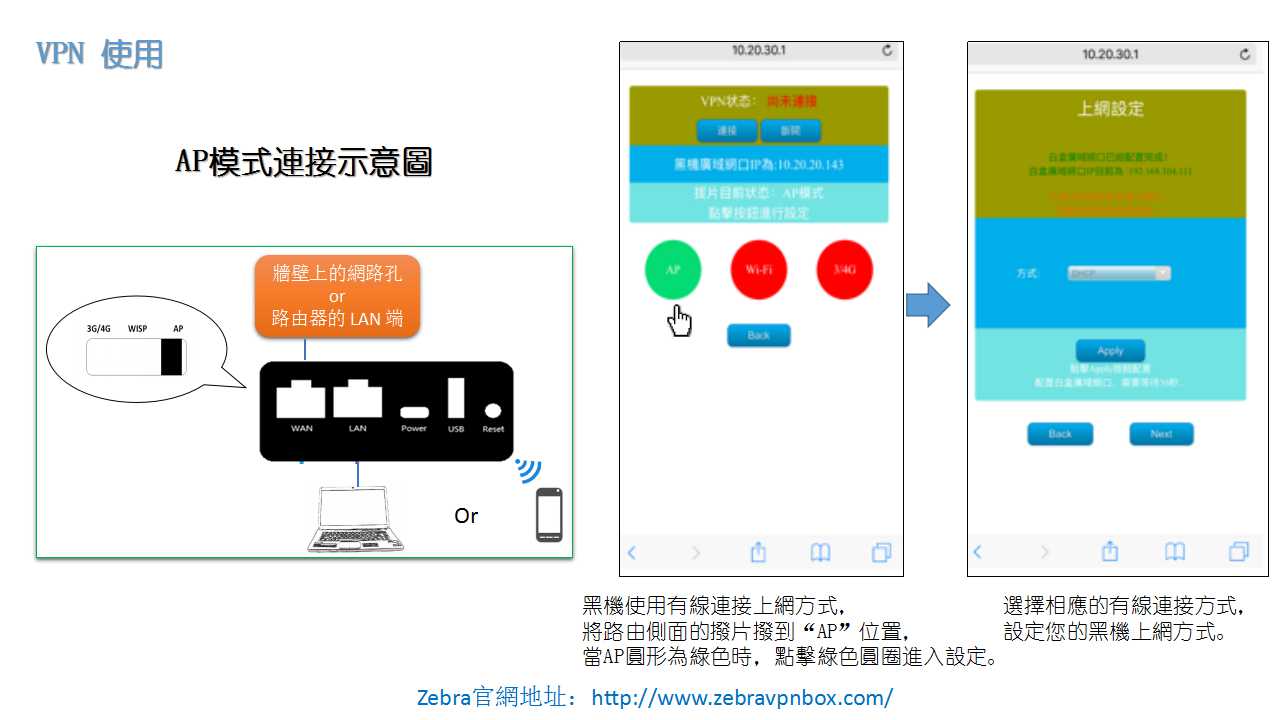 VPN 使用
AP模式連接示意圖
牆壁上的網路孔
or
路由器的 LAN 端
3G/4G WISP AP
WAN LAN Power USB Reset
Or
10.20.30.1
VPN状态： 尚未連接
連接 斷開
黑機廣域網口IP為:10.20.20.143
撥片目前狀态： AP模式
點擊按鈕進行設定
AP Wi-Fi 3/4G
Back
10.20.30.1
上網設定
白盒廣域網口已經配置完成!
白盒廣域網口IP目前為 192.168.104.111
方式: DHCP
Apply
點擊Apply按鈕配置
配置白盒廣域網口，需要等待30秒...
Back Next
黑機使用有線連接上網方式，
將路由側面的撥片撥到“AP”位置，
當AP圓形為綠色時，點擊綠色圓圈進入設定。
選擇相應的有線連接方式，
設定您的黑機上網方式。
Zebra官網地址：http://www.zebravpnbox.com/